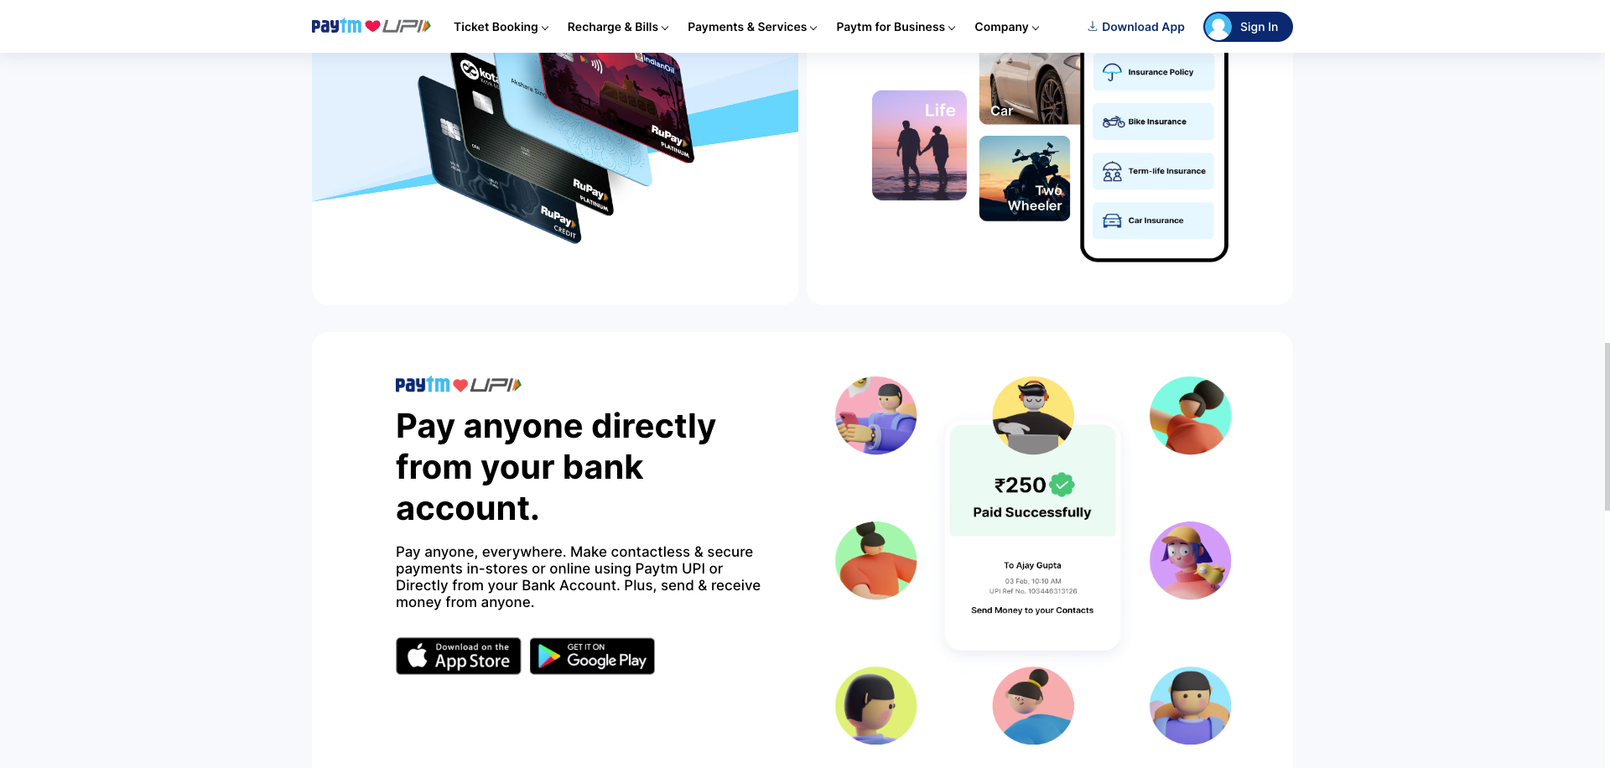 paytm UPI
Ticket Booking
Recharge & Bills
Payments & Services
Paytm for Business
Company
Download App
Sign In
kota
IndianOil
Akshara Sin
RuPay
PLATINUM
RuPay
PLATINUM
RuPay
CREDIT
Life
Car
Two
Wheeler
Insurance Policy
Bike Insurance
Term-life Insurance
Car Insurance
paytm UPI
Pay anyone directly
from your bank
account.
Pay anyone, everywhere. Make contactless & secure
payments in-stores or online using Paytm UPI or
Directly from your Bank Account. Plus, send & receive
money from anyone.
Download on the
App Store
GET IT ON
Google Play
₹250
Paid Successfully
To Ajay Gupta
03 Feb, 10:10 AM
UPI Ref No. 103446313126
Send Money to your Contacts